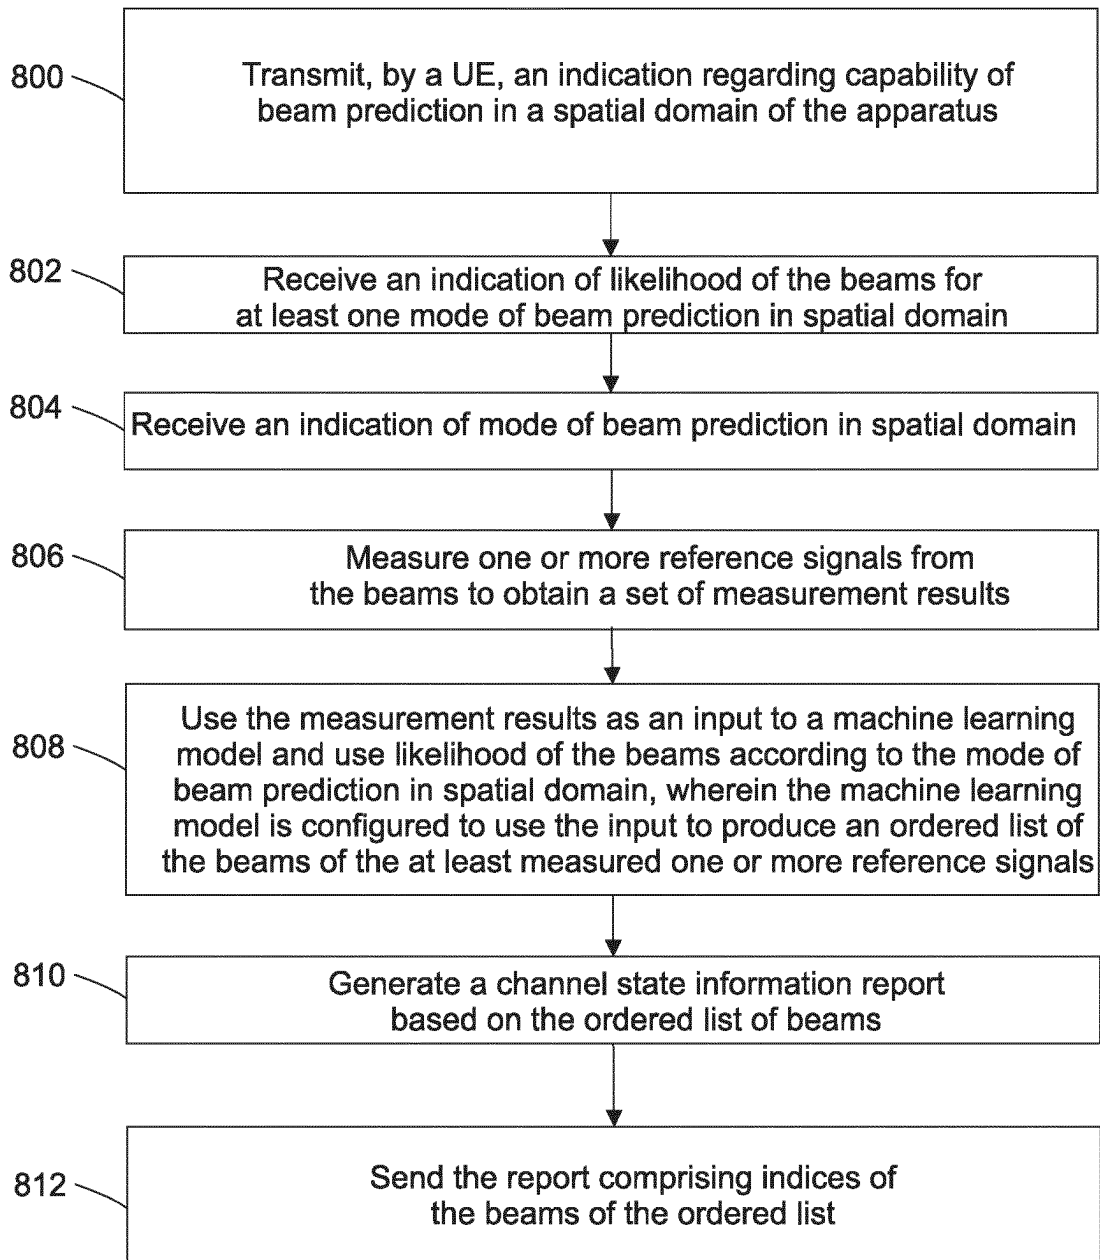 800
Transmit, by a UE, an indication regarding capability of
beam prediction in a spatial domain of the apparatus
802
Receive an indication of likelihood of the beams for
at least one mode of beam prediction in spatial domain
804
Receive an indication of mode of beam prediction in spatial domain
806
Measure one or more reference signals from
the beams to obtain a set of measurement results
808
Use the measurement results as an input to a machine learning
model and use likelihood of the beams according to the mode of
beam prediction in spatial domain, wherein the machine learning
model is configured to use the input to produce an ordered list of
the beams of the at least measured one or more reference signals
810
Generate a channel state information report
based on the ordered list of beams
812
Send the report comprising indices of
the beams of the ordered list